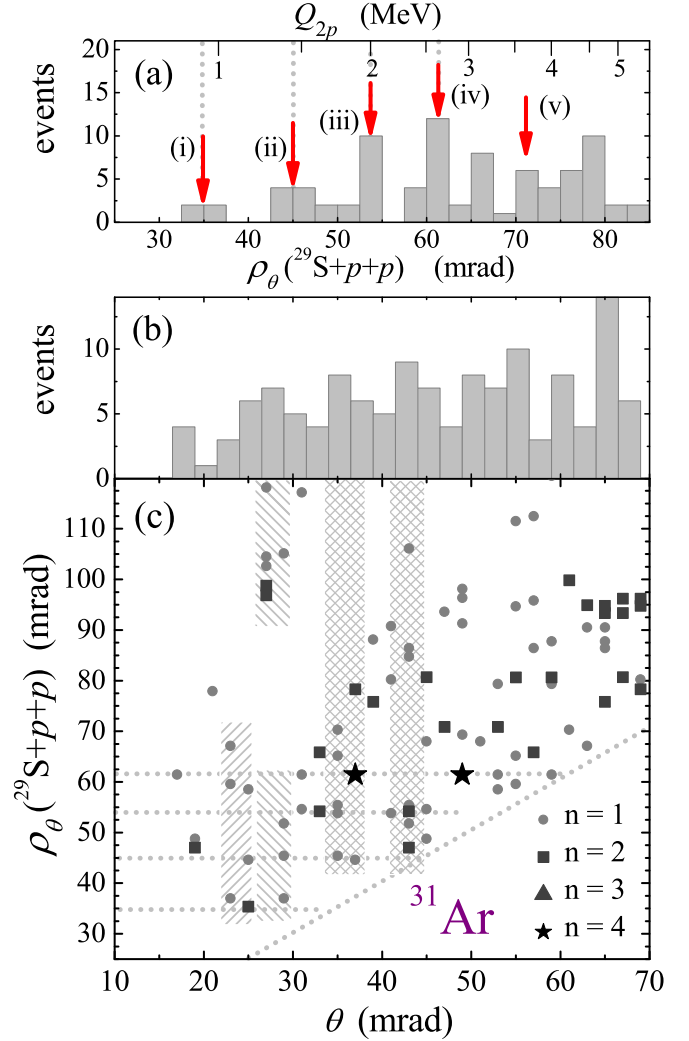 Q2p (MeV)
1 2 3 4 5
(a)
(i) (ii) (iii) (iv) (v)
events
20
15
10
5
0
30 40 50 60 70 80
ρθ(29S+p+p) (mrad)
(b)
events
10
5
0
(c)
ρθ(29S+p+p) (mrad)
110
100
90
80
70
60
50
40
30
n = 1
n = 2
n = 3
n = 4
31Ar
10 20 30 40 50 60 70
θ (mrad)